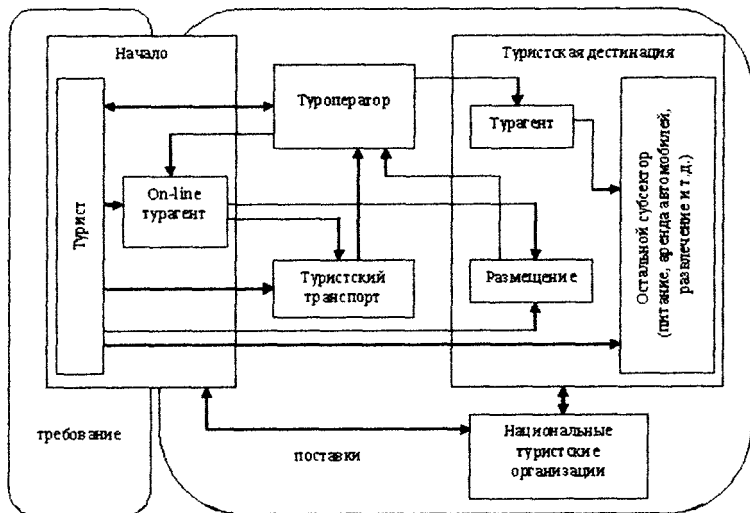 Начало
Туристская дестинация
Туроператор
Турагент
On-line
турагент
Турист
Туристский
транспорт
Размещение
Остальной субсектор
(питание, аренда автомобилей,
развлечение и т.д.)
требование
поставки
Национальные
туристские
организации